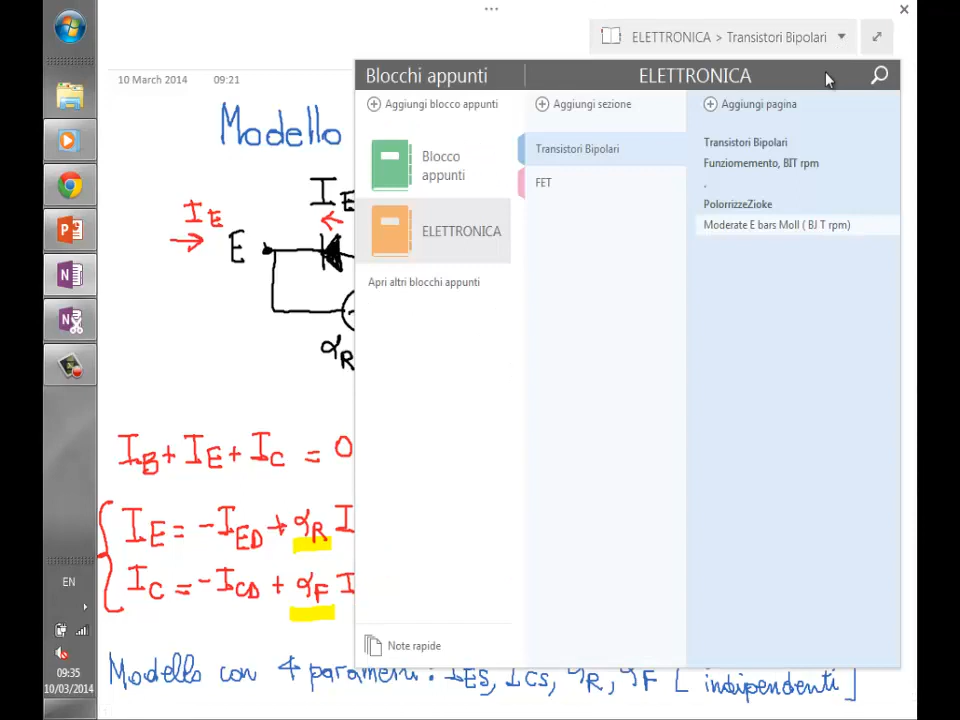 ELETTRONICA > Transistori Bipolari
10 March 2014 09:21
Blocchi appunti
ELETTRONICA
Aggiungi blocco appunti
Aggiungi sezione
Aggiungi pagina
Blocco
appunti
ELETTRONICA
Apri altri blocchi appunti
Transistori Bipolari
FET
Transistori Bipolari
Funziomemento, BIT rpm)
.
PolorrizzeZioke
Moderate E bars Moll ( BJ T rpm)
Note rapide
Modello
I_E
I_E
E
α_R
I_B + I_E + I_C = 0
I_E = -I_ED + α_R I
I_C = -I_CD + α_F I
Modello con 4 parametri: I_ES, I_CS, α_R, α_F [indipendenti]
EN
09:35
10/03/2014